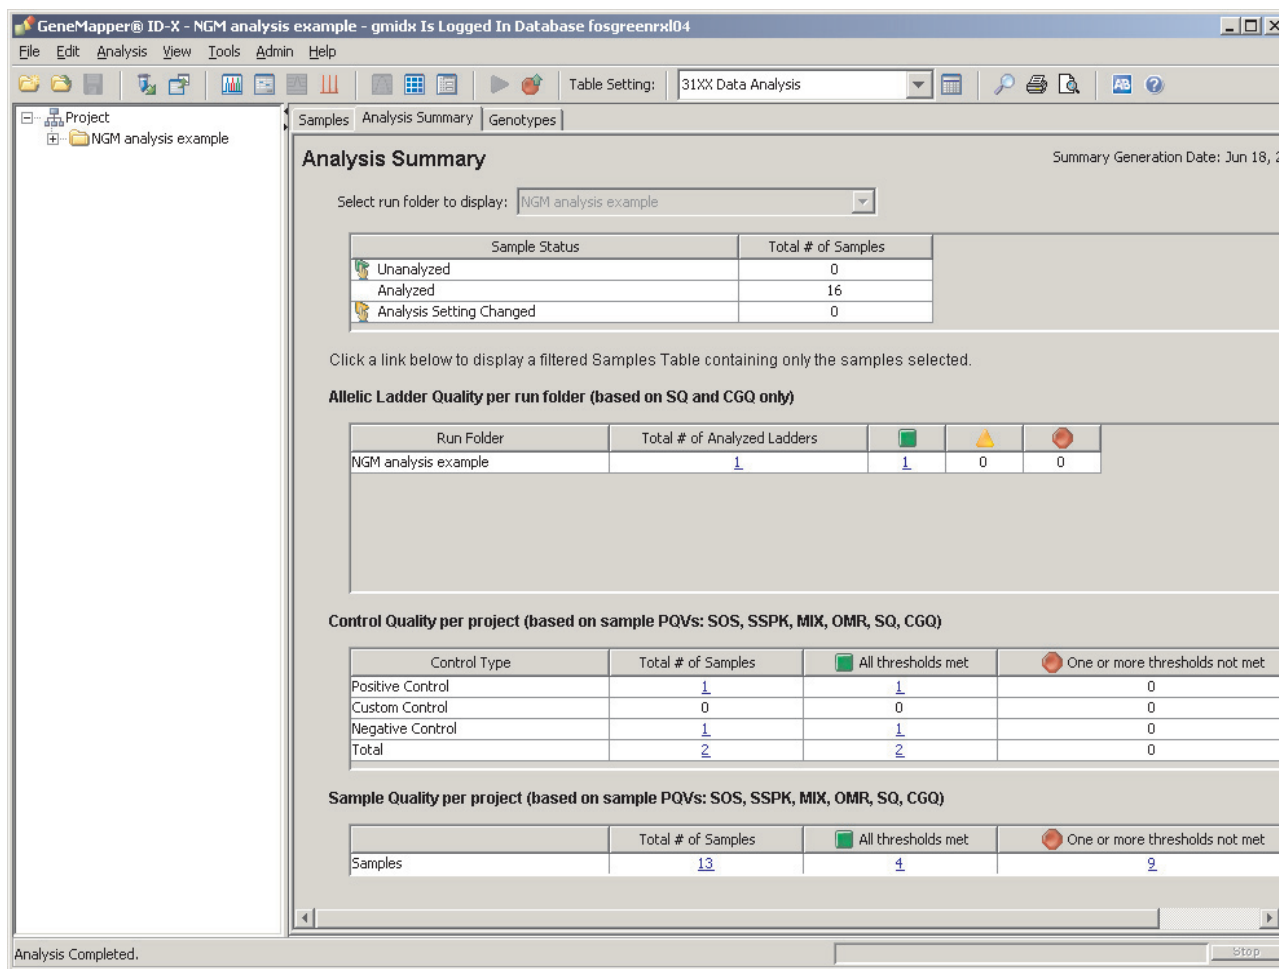 GeneMapper® ID-X - NGM analysis example - gmidx Is Logged In Database fosgreenrxl04
File Edit Analysis View Tools Admin Help
Table Setting: 31XX Data Analysis
Project
NGM analysis example
Samples Analysis Summary Genotypes
Analysis Summary
Summary Generation Date: Jun 18, 2
Select run folder to display: NGM analysis example
Sample Status Total # of Samples
Unanalyzed 0
Analyzed 16
Analysis Setting Changed 0
Click a link below to display a filtered Samples Table containing only the samples selected.
Allelic Ladder Quality per run folder (based on SQ and CGQ only)
Run Folder Total # of Analyzed Ladders
NGM analysis example 1 1 0 0
Control Quality per project (based on sample PQVs: SOS, SSPK, MIX, OMR, SQ, CGQ)
Control Type Total # of Samples All thresholds met One or more thresholds not met
Positive Control 1 1 0
Custom Control 0 0 0
Negative Control 1 1 0
Total 2 2 0
Sample Quality per project (based on sample PQVs: SOS, SSPK, MIX, OMR, SQ, CGQ)
Total # of Samples All thresholds met One or more thresholds not met
Samples 13 4 9
Analysis Completed.
Stop